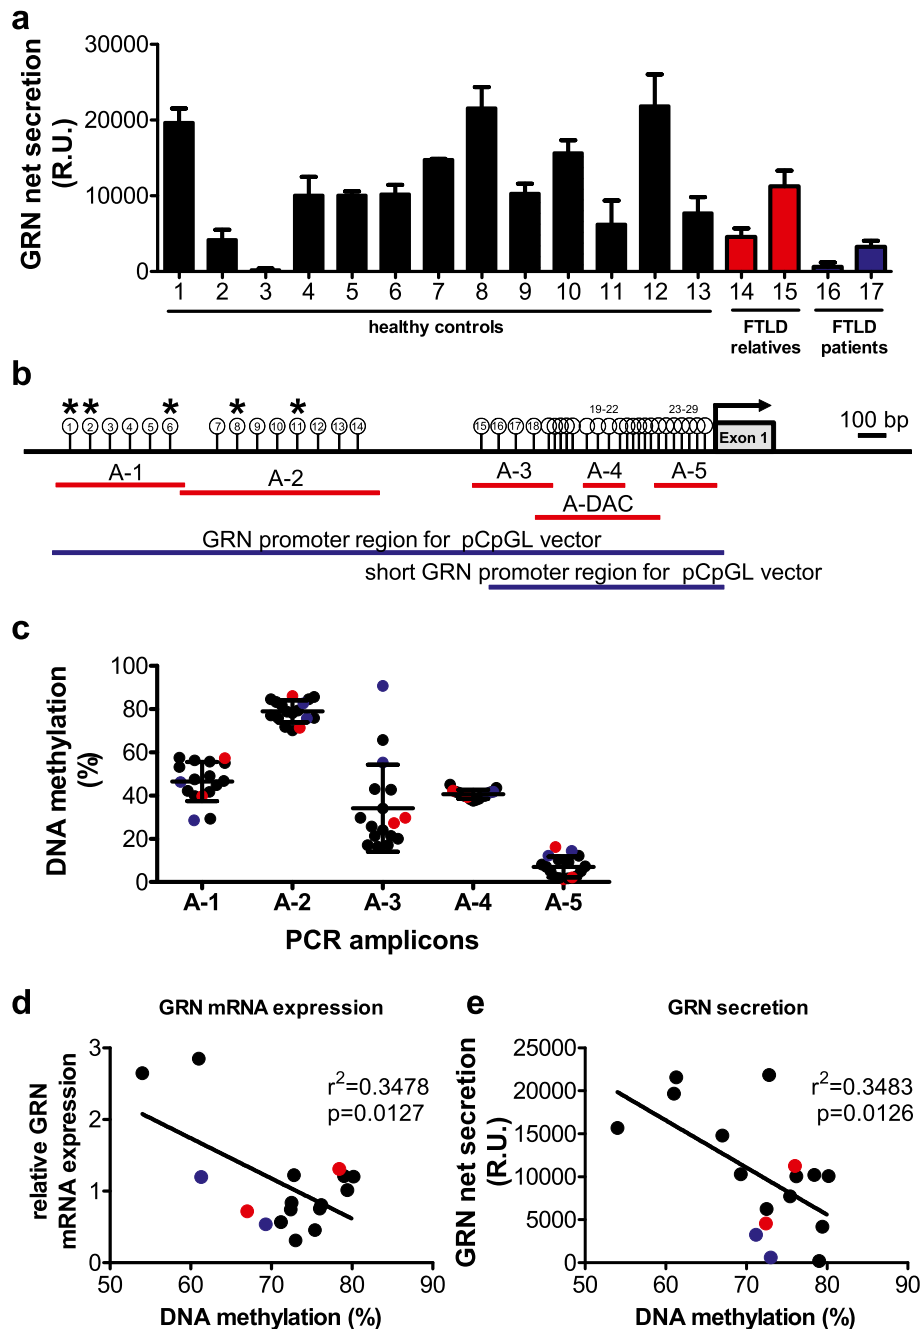 a
GRN net secretion
(R.U.)
30000
20000
10000
0
1 2 3 4 5 6 7 8 9 10 11 12 13 14 15 16 17
healthy controls
FTLD
relatives
FTLD
patients
b
* * * * *
1 2 3 4 5 6 7 8 9 10 11 12 13 14 15 16 17 18 19-22 23-29
Exon 1
100 bp
A-1
A-2
A-3
A-4
A-5
A-DAC
GRN promoter region for pCpGL vector
short GRN promoter region for pCpGL vector
c
DNA methylation
(%)
100
80
60
40
20
0
A-1 A-2 A-3 A-4 A-5
PCR amplicons
d
GRN mRNA expression
relative GRN
mRNA expression
3
2
1
0
r2=0.3478
p=0.0127
50 60 70 80 90
DNA methylation (%)
e
GRN secretion
GRN net secretion
(R.U.)
25000
20000
15000
10000
5000
0
r2=0.3483
p=0.0126
50 60 70 80 90
DNA methylation (%)